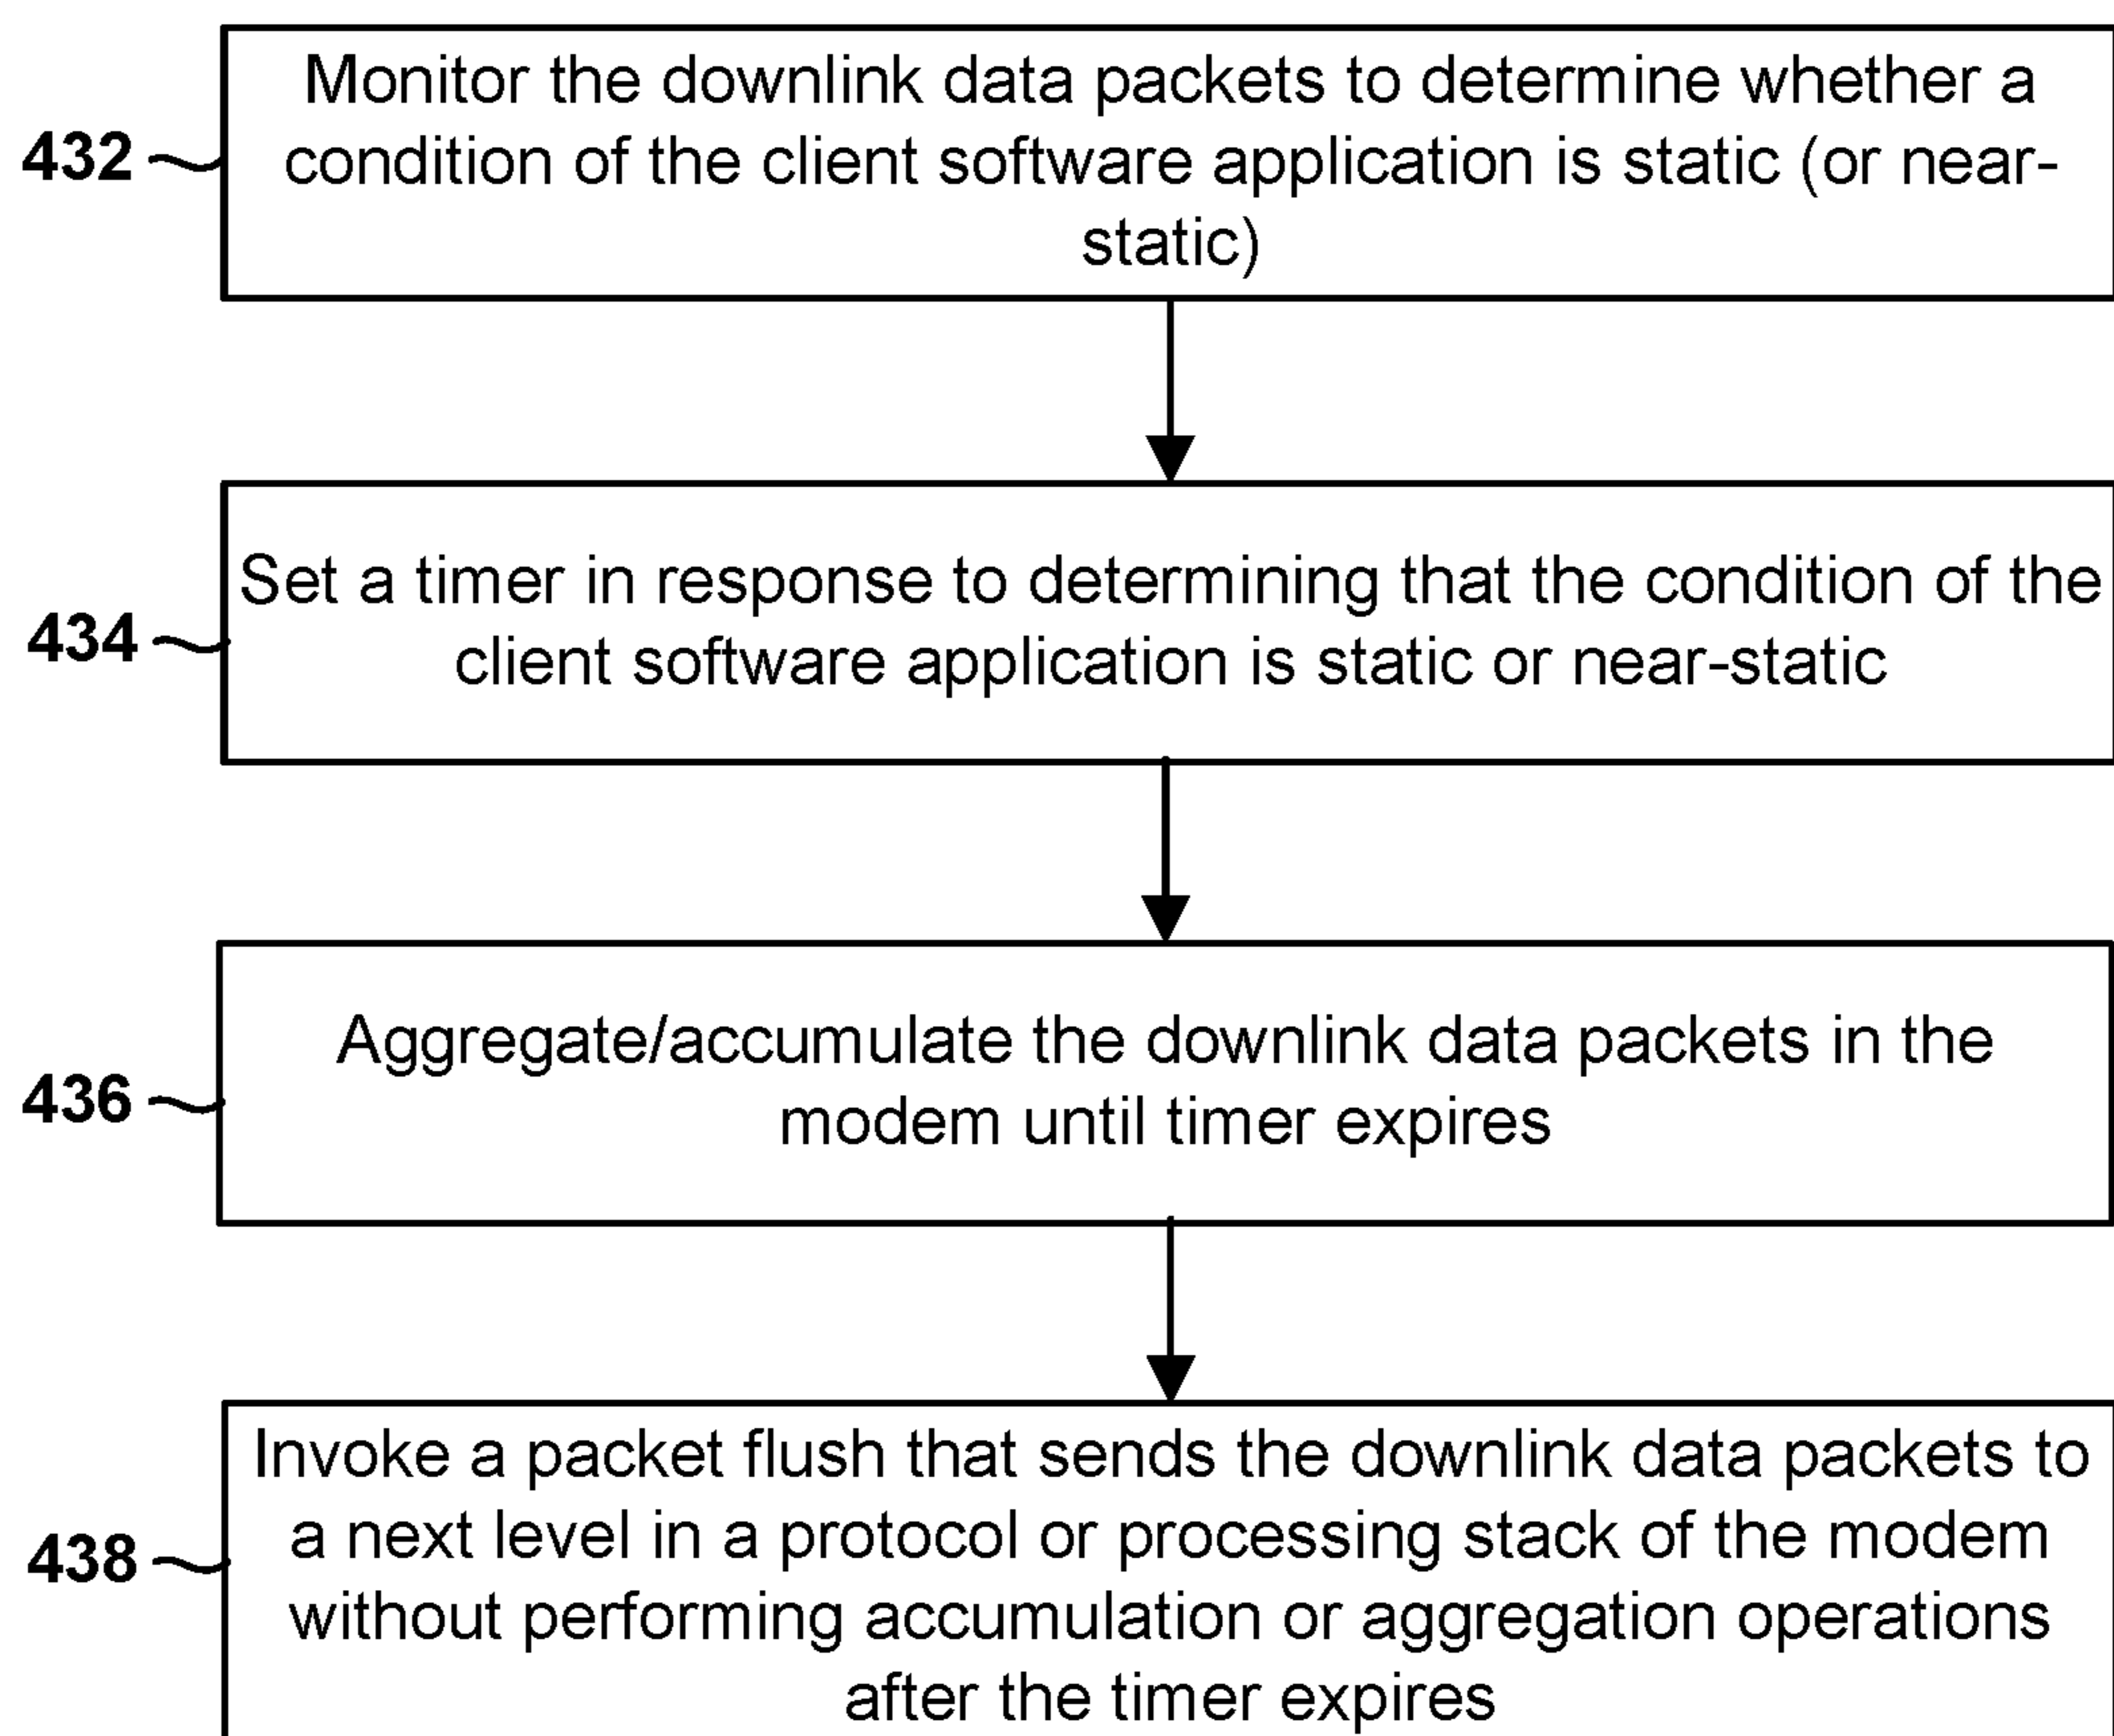 Monitor the downlink data packets to determine whether a
432
condition of the client software application is static (or near-
static)
Set a timer in response to determining that the condition of the
434
client software application is static or near-static
Aggregate/accumulate the downlink data packets in the
436
modem until timer expires
Invoke a packet flush that sends the downlink data packets to
a next level in a protocol or processing stack of the modem
438
without performing accumulation or aggregation operations
after the timer expires